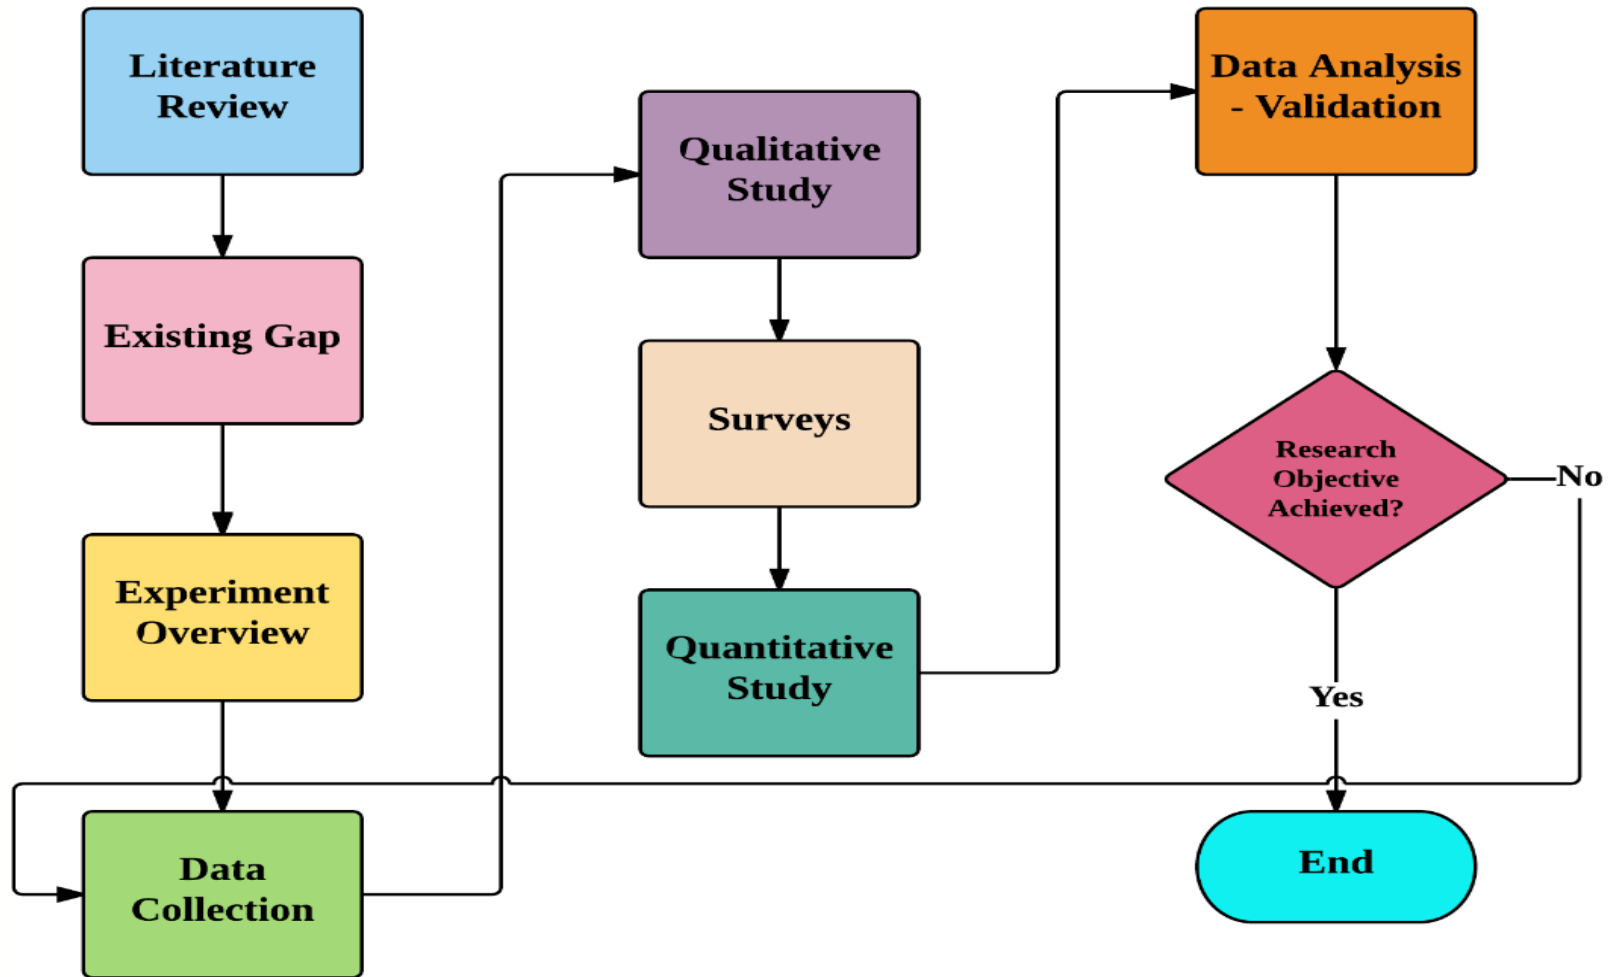 Literature
Review
Existing Gap
Experiment
Overview
Data
Collection
Qualitative
Study
Surveys
Quantitative
Study
Data Analysis
- Validation
Research
Objective
Achieved?
No
Yes
End